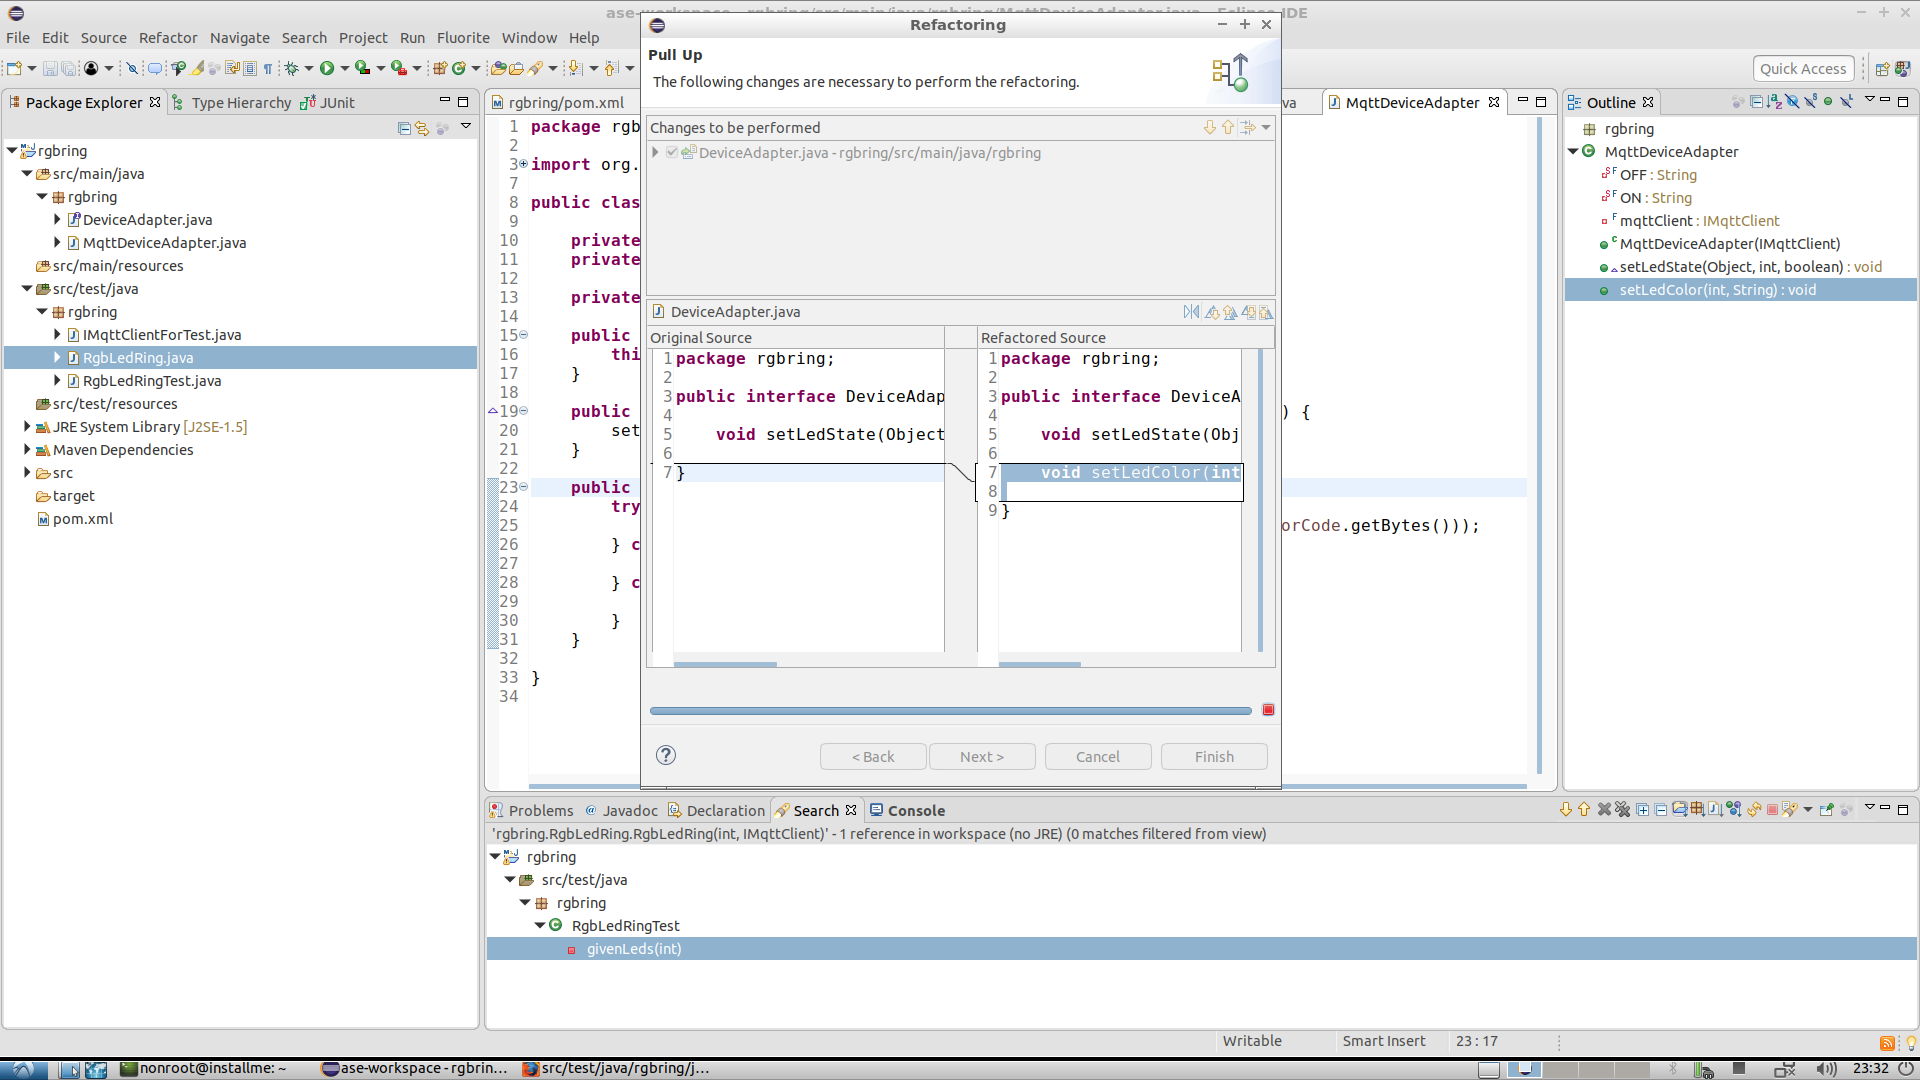 Refactoring
File Edit Source Refactor Navigate Search Project Run Fluorite Window Help
Pull Up
The following changes are necessary to perform the refactoring.
Quick Access
Package Explorer Type Hierarchy JUnit
rgbring/pom.xml
va
MqttDeviceAdapter
Outline
rgbring
src/main/java
rgbring
DeviceAdapter.java
MqttDeviceAdapter.java
src/main/resources
src/test/java
rgbring
IMqttClientForTest.java
RgbLedRing.java
RgbLedRingTest.java
src/test/resources
JRE System Library [J2SE-1.5]
Maven Dependencies
src
target
pom.xml
1 package rgb
2
3 import org.
7
8 public clas
9
10 private
11 private
12
13 private
14
15 public
16 thi
17 }
18
19 public ) {
20 set
21 }
22
23 public
24 try
25 orCode.getBytes()));
26 } c
27
28 } c
29
30 }
31 }
32
33 }
34
Changes to be performed
DeviceAdapter.java - rgbring/src/main/java/rgbring
DeviceAdapter.java
Original Source
1 package rgbring;
2
3 public interface DeviceAdap
4
5 void setLedState(Object
6
7 }
Refactored Source
1 package rgbring;
2
3 public interface DeviceA
4
5 void setLedState(Obj
6
7 void setLedColor(int
8
9 }
< Back Next > Cancel Finish
rgbring
MqttDeviceAdapter
OFF : String
ON : String
mqttClient : IMqttClient
MqttDeviceAdapter(IMqttClient)
setLedState(Object, int, boolean) : void
setLedColor(int, String) : void
Problems Javadoc Declaration Search Console
'rgbring.RgbLedRing.RgbLedRing(int, IMqttClient)' - 1 reference in workspace (no JRE) (0 matches filtered from view)
rgbring
src/test/java
rgbring
RgbLedRingTest
givenLeds(int)
Writable Smart Insert 23 : 17
nonroot@installme: ~ ase-workspace - rgbrin... src/test/java/rgbring/j... 23:32